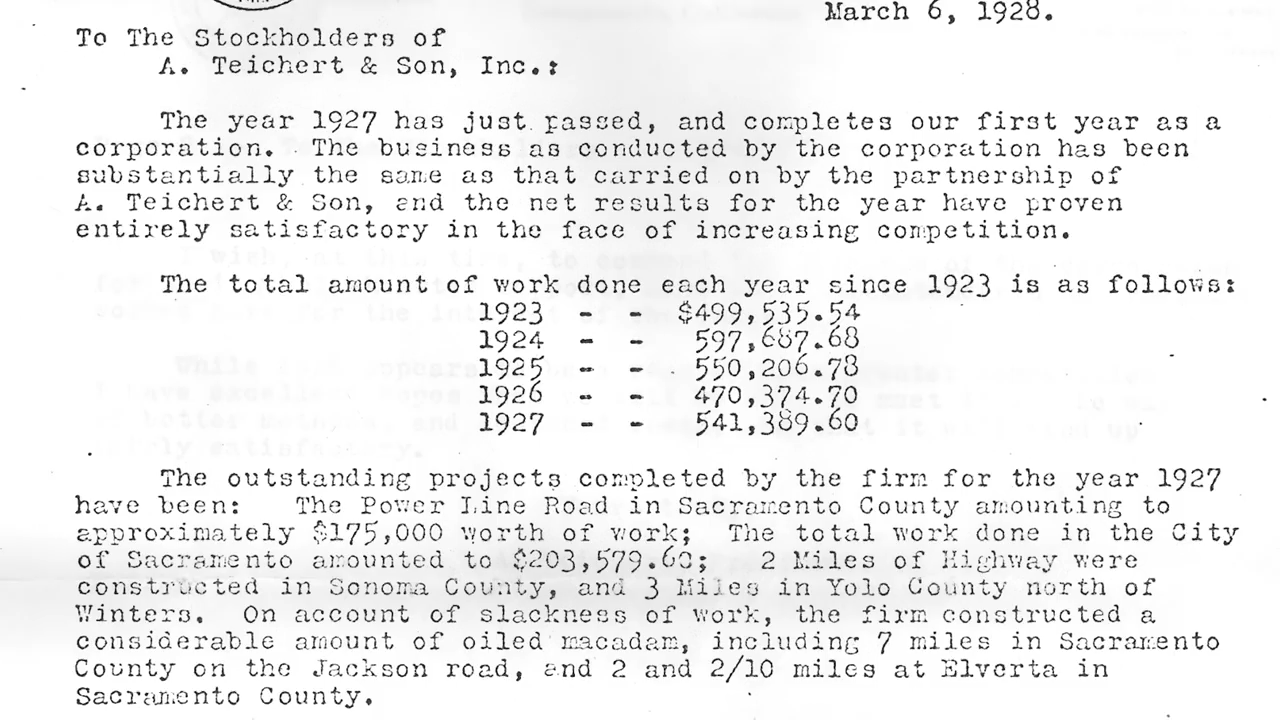 March 6, 1928.
To The Stockholders of
A. Teichert & Son, Inc.:
The year 1927 has just passed, and completes our first year as a
corporation. The business as conducted by the corporation has been
substantially the same as that carried on by the partnership of
A. Teichert & Son, and the net results for the year have proven
entirely satisfactory in the face of increasing competition.
The total amount of work done each year since 1923 is as follows:
1923 - - $499,535.54
1924 - - 597,687.68
1925 - - 550,206.78
1926 - - 470,374.70
1927 - - 541,389.60
The outstanding projects completed by the firm for the year 1927
have been: The Power Line Road in Sacramento County amounting to
approximately $175,000 worth of work; The total work done in the City
of Sacramento amounted to $203,579.60; 2 Miles of Highway were
constructed in Sonoma County, and 3 Miles in Yolo County north of
Winters. On account of slackness of work, the firm constructed a
considerable amount of oiled macadam, including 7 miles in Sacramento
County on the Jackson road, and 2 and 2/10 miles at Elverta in
Sacramento County.